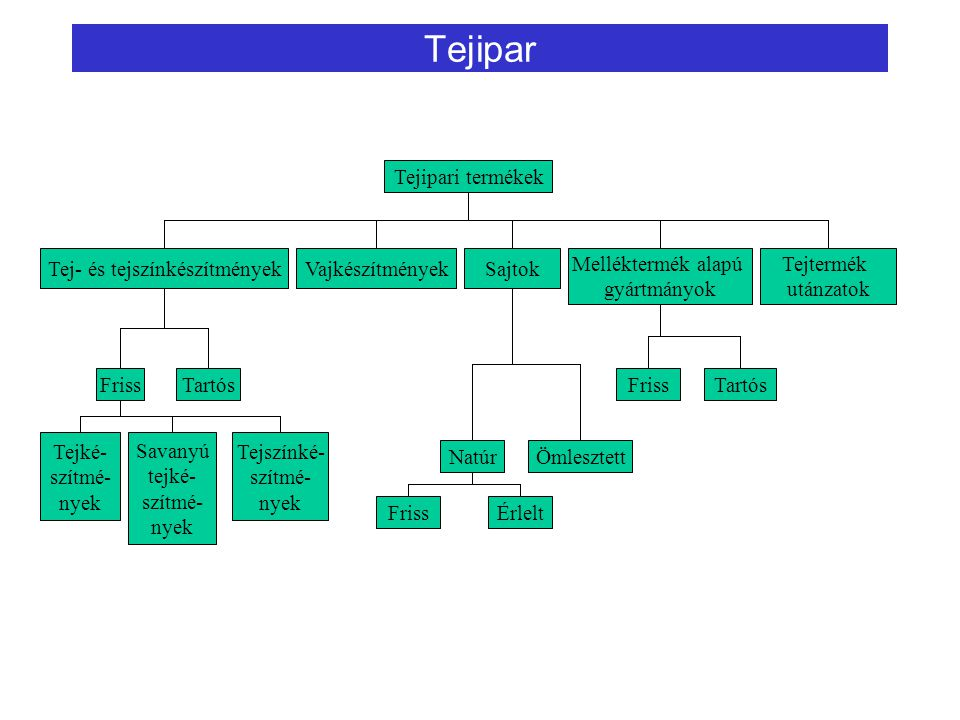 Tejipar
Tejipari termékek
Tej- és tejszínkészítmények
Vajkészítmények
Sajtok
Melléktermék alapú
gyártmányok
Tejtermék
utánzatok
Friss
Tartós
Friss
Tartós
Tejké-
szítmé-
nyek
Savanyú
tejké-
szítmé-
nyek
Tejszínké-
szítmé-
nyek
Natúr
Ömlesztett
Friss
Érlelt